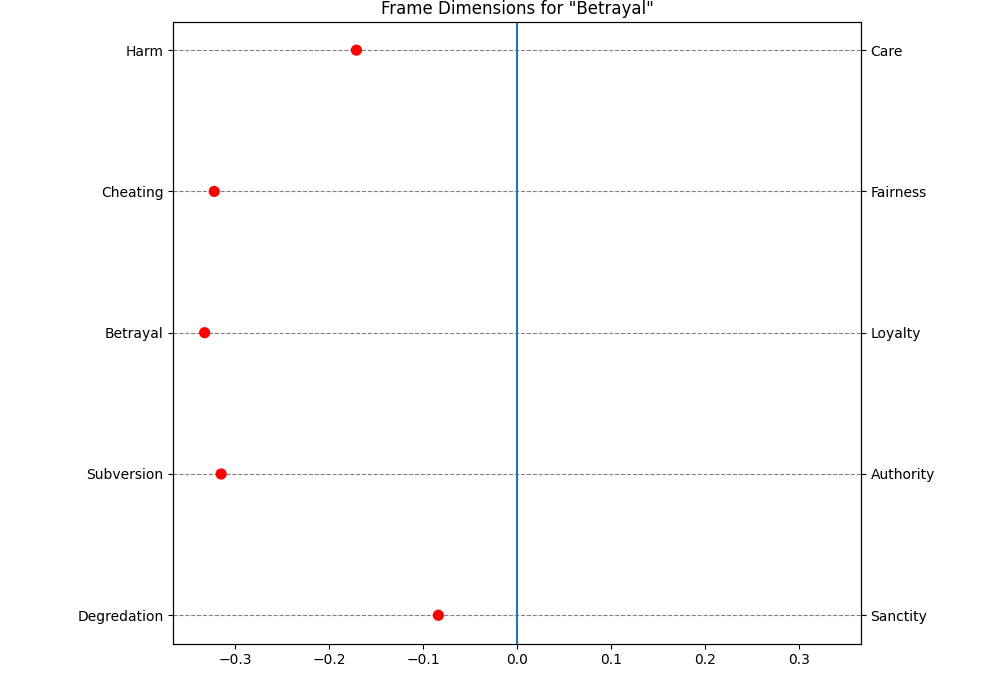 Frame Dimensions for "Betrayal"
Harm
Care
Cheating
Fairness
Betrayal
Loyalty
Subversion
Authority
Degredation
Sanctity
−0.3 −0.2 −0.1 0.0 0.1 0.2 0.3